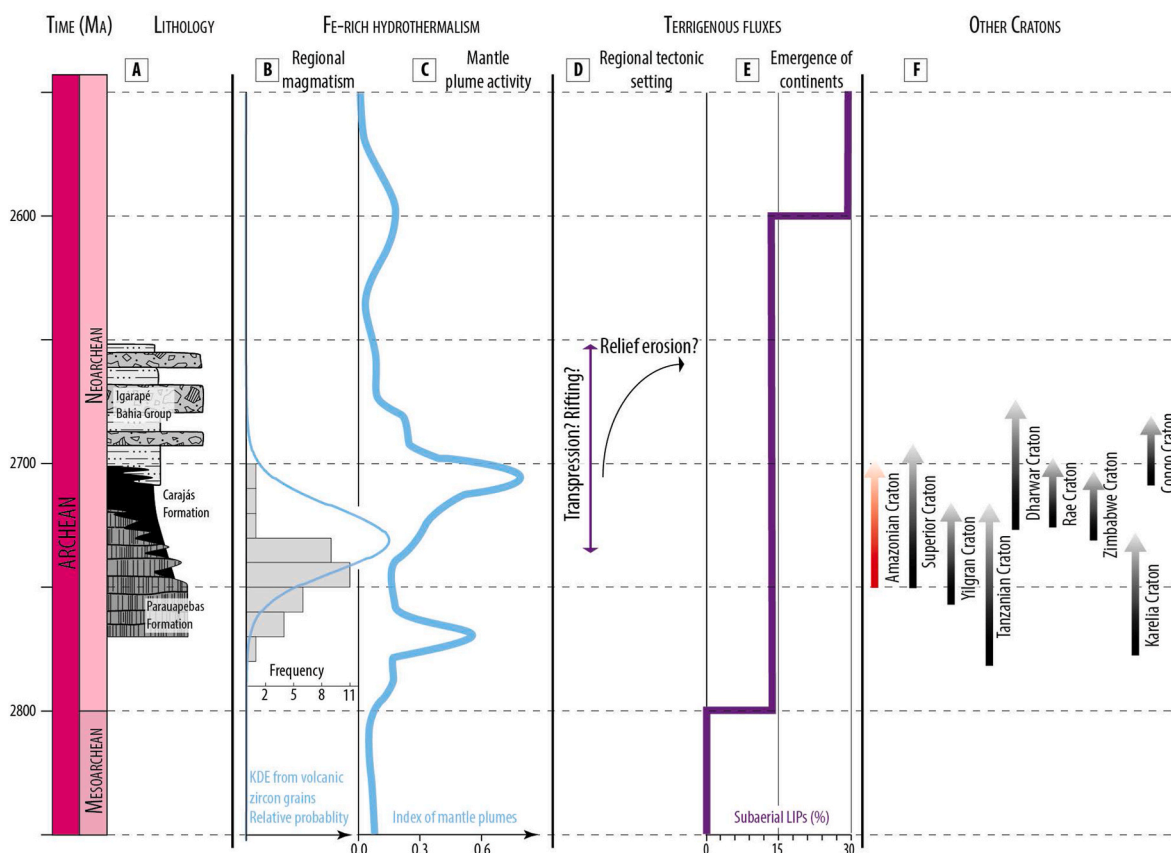 TIME (MA)
LITHOLOGY
FE-RICH HYDROTHERMALISM
TERRIGENOUS FLUXES
OTHER CRATONS
A
B
Regional
magmatism
C
Mantle
plume activity
D
Regional tectonic
setting
E
Emergence of
continents
F
2600
2700
2800
ARCHEAN
NEOARCHEAN
MESOARCHEAN
Igarapé
Bahia Group
Carajás
Formation
Parauapebas
Formation
Frequency
2 5 8 11
KDE from volcanic
zircon grains
Relative probablity
Index of mantle plumes
0.0 0.3 0.6
Transpression? Rifting?
Relief erosion?
Subaerial LIPs (%)
0 15 30
Amazonian Craton
Superior Craton
Yilgran Craton
Tanzanian Craton
Dharwar Craton
Rae Craton
Zimbabwe Craton
Karelia Craton
Congo Craton